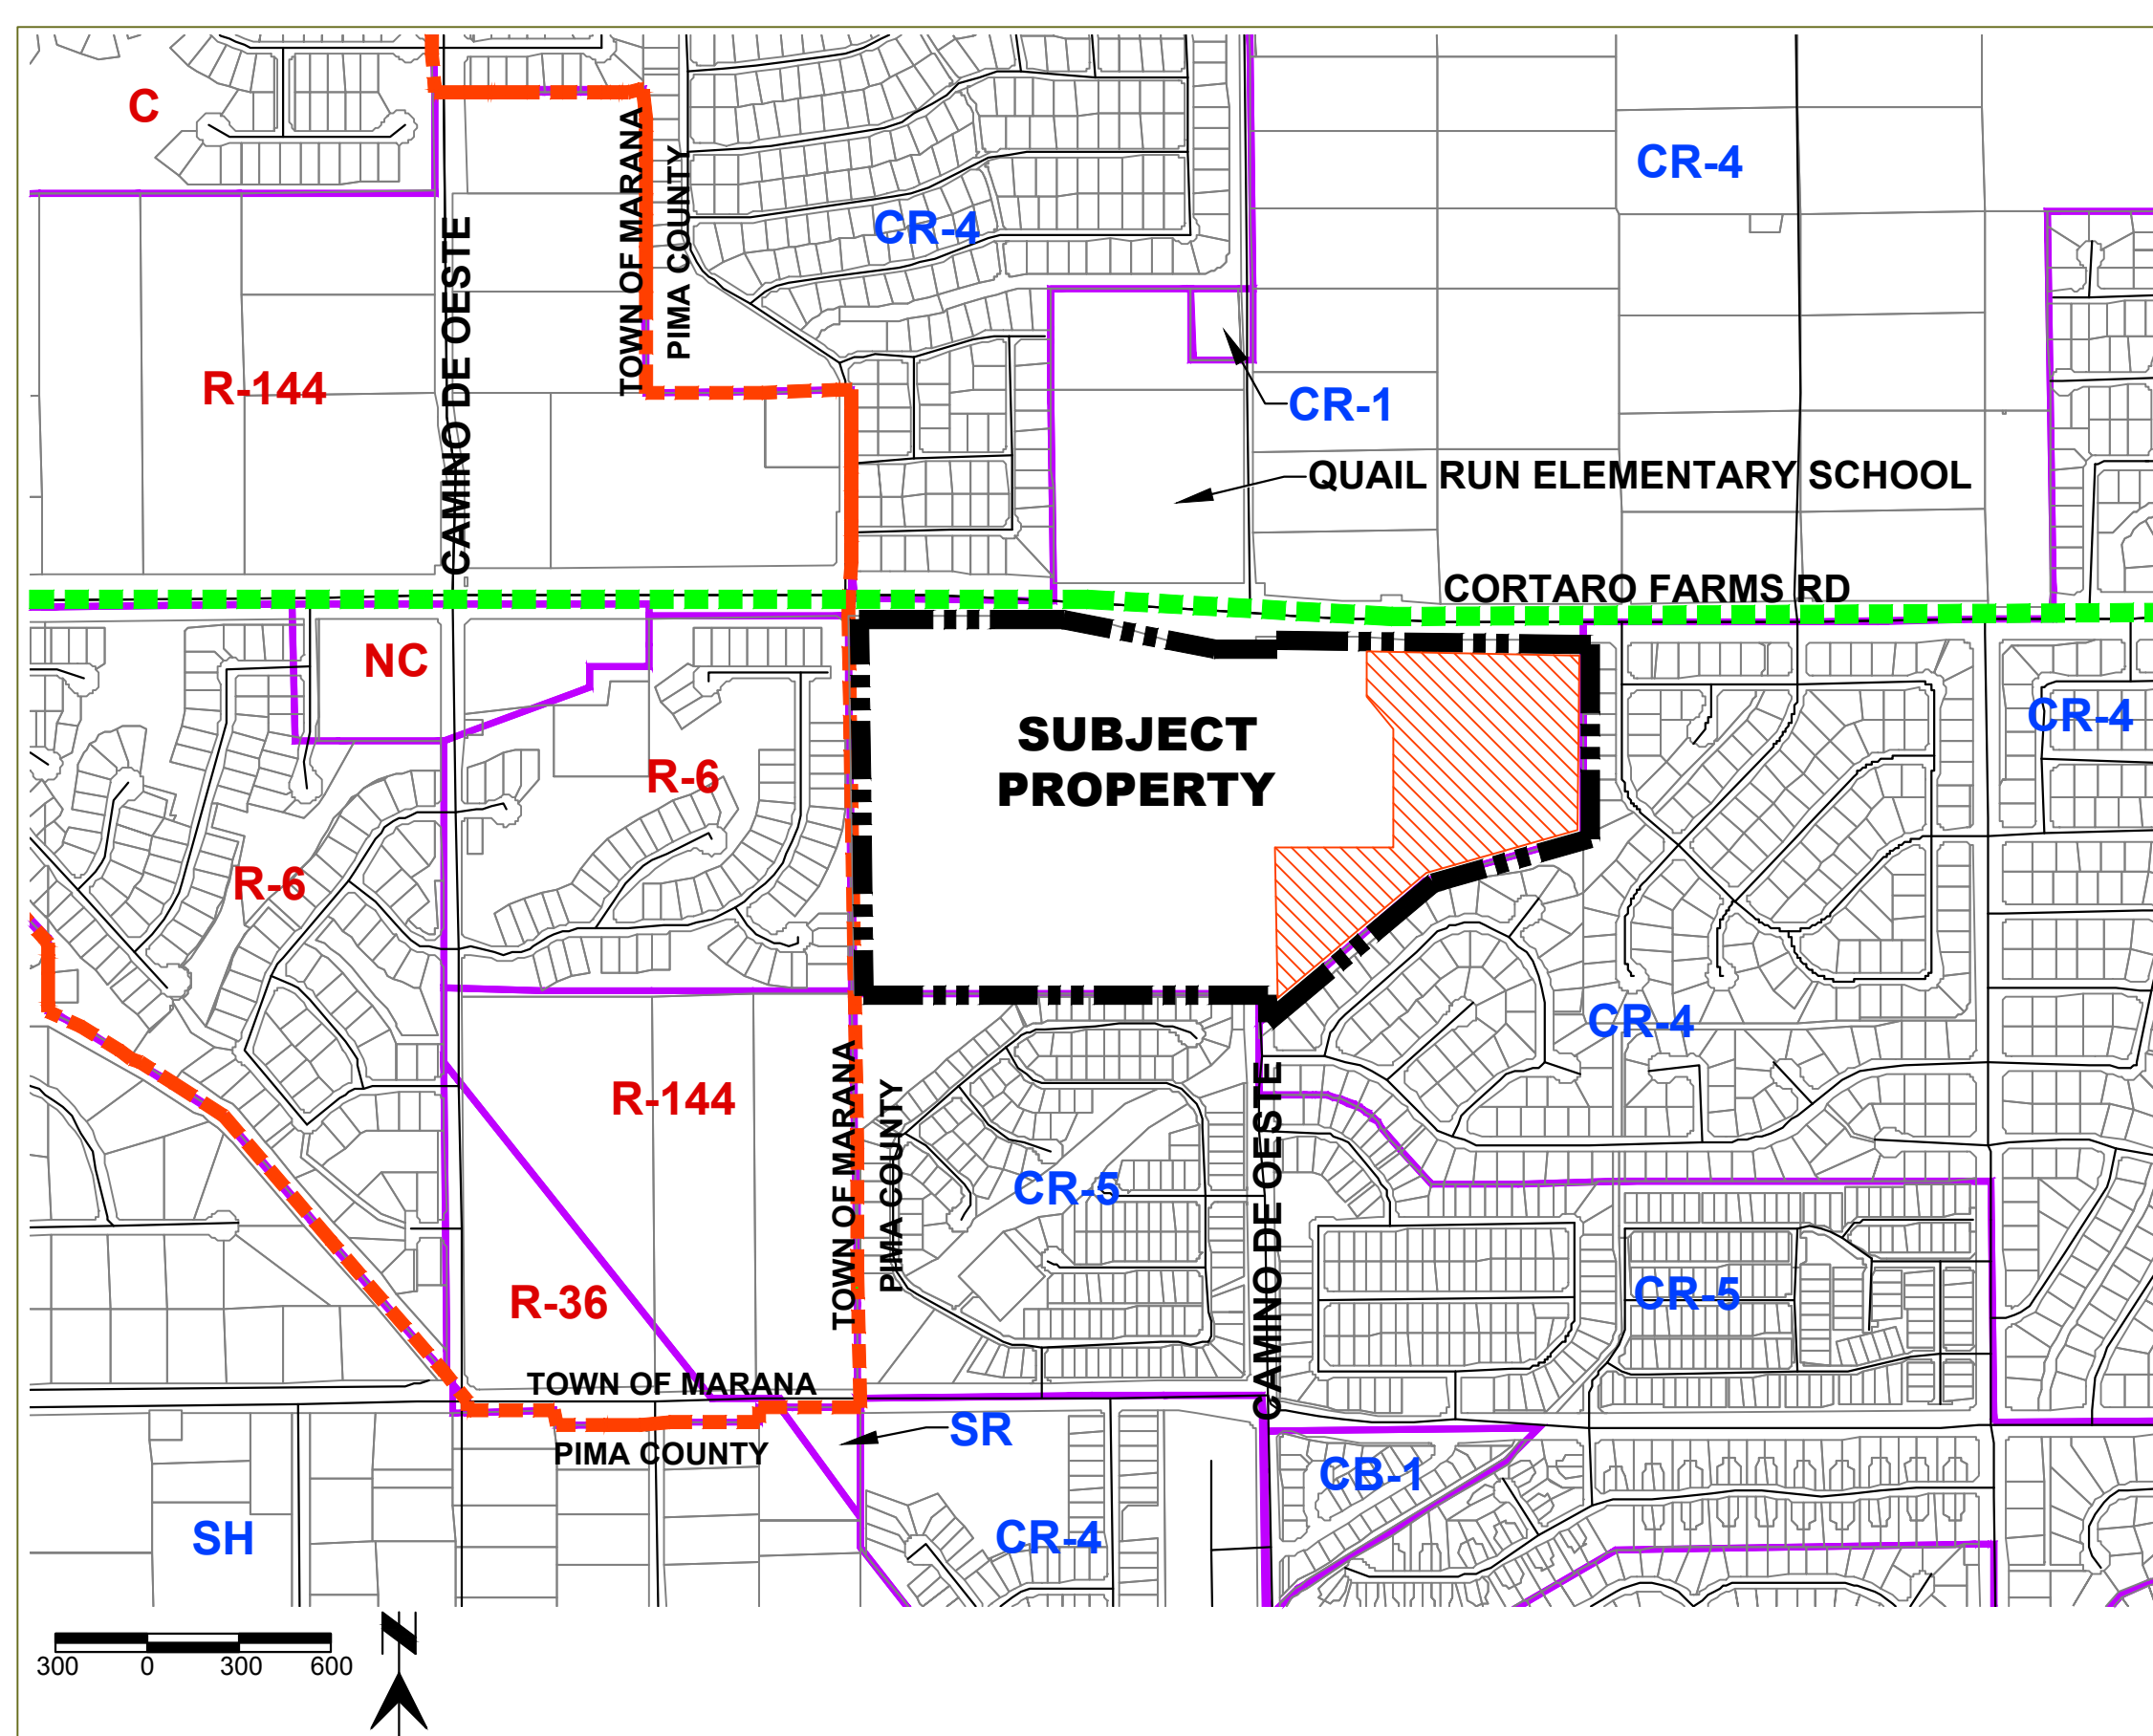 C
CR-4
TOWN OF MARANA
PIMA COUNTY
CR-4
CAMINO DE OESTE
R-144
CR-1
QUAIL RUN ELEMENTARY SCHOOL
CORTARO FARMS RD
NC
SUBJECT
PROPERTY
CR-4
R-6
R-6
CR-4
R-144
TOWN OF MARANA
PIMA COUNTY
CR-5
CAMINO DE OESTE
R-36
CR-5
TOWN OF MARANA
PIMA COUNTY
SR
CB-1
SH
CR-4
300 0 300 600
N